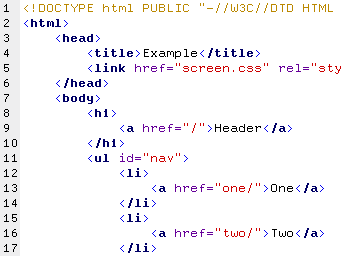 1 <!DOCTYPE html PUBLIC "-//W3C//DTD HTML
2 <html>
3 <head>
4 <title>Example</title>
5 <link href="screen.css" rel="sty
6 </head>
7 <body>
8 <h1>
9 <a href="/">Header</a>
10 </h1>
11 <ul id="nav">
12 <li>
13 <a href="one/">One</a>
14 </li>
15 <li>
16 <a href="two/">Two</a>
17 </li>